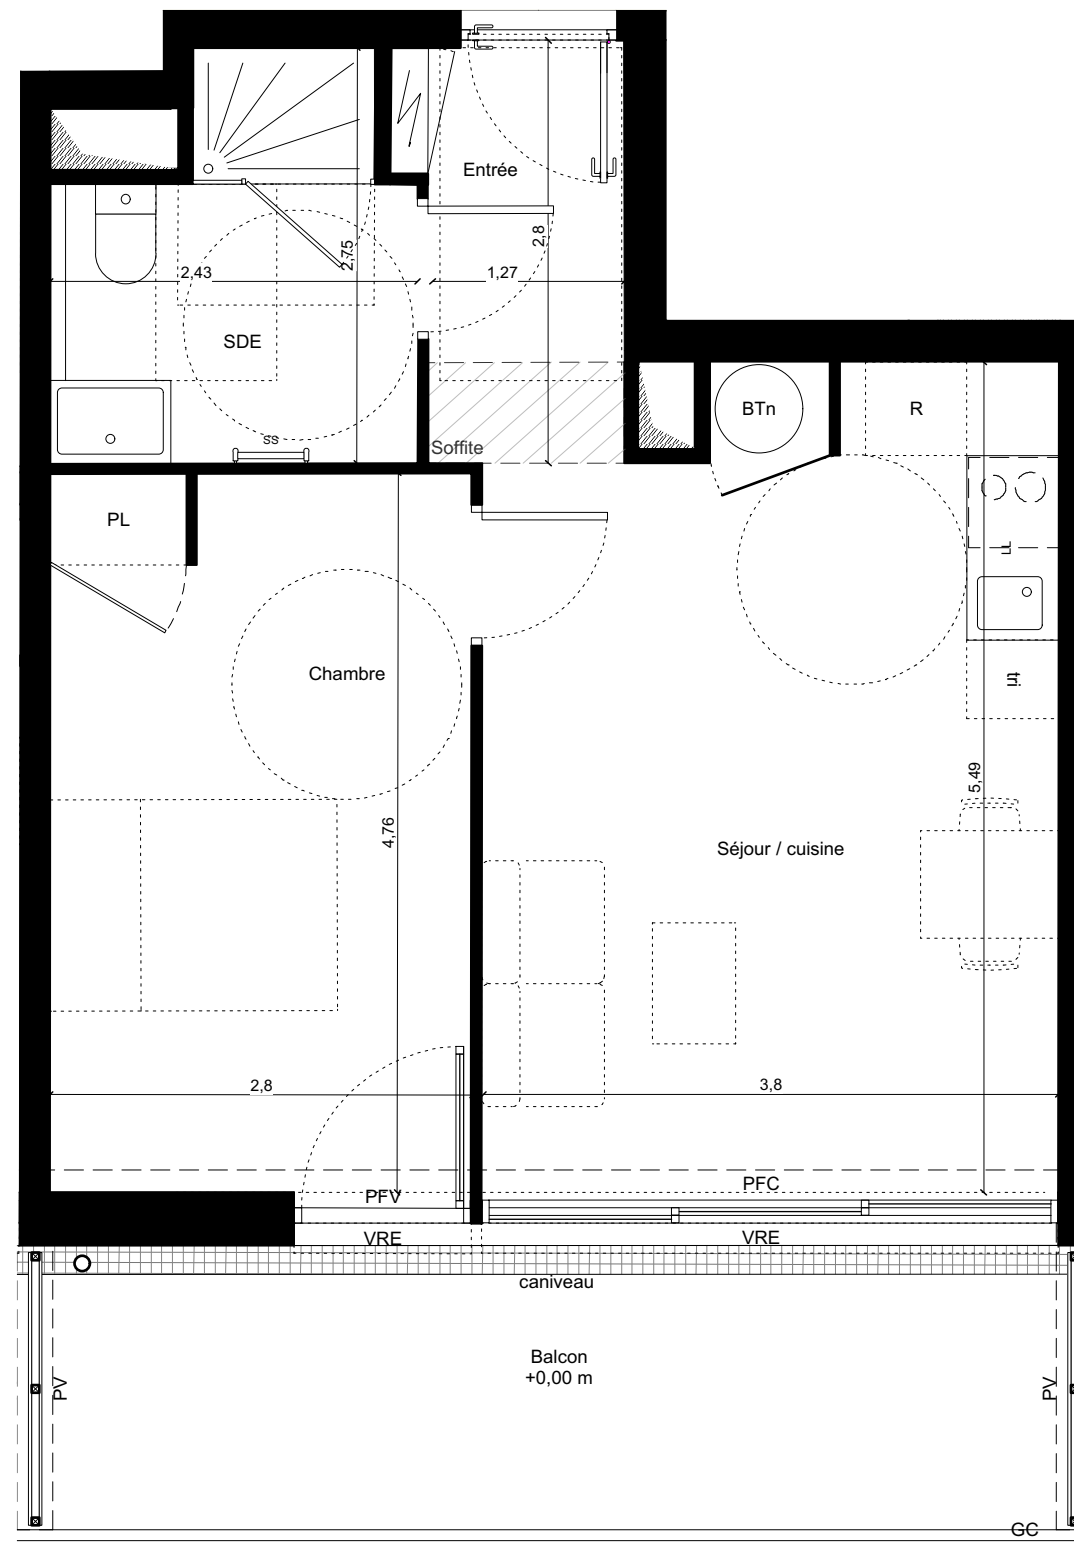 Entrée
2,8
2,75
2,43
1,27
SDE
SS
Soffite
BTn
R
PL
LL
tri
Chambre
5,49
4,76
Séjour / cuisine
2,8
3,8
PFV
PFC
VRE
VRE
caniveau
Balcon
+0,00 m
PV
PV
GC